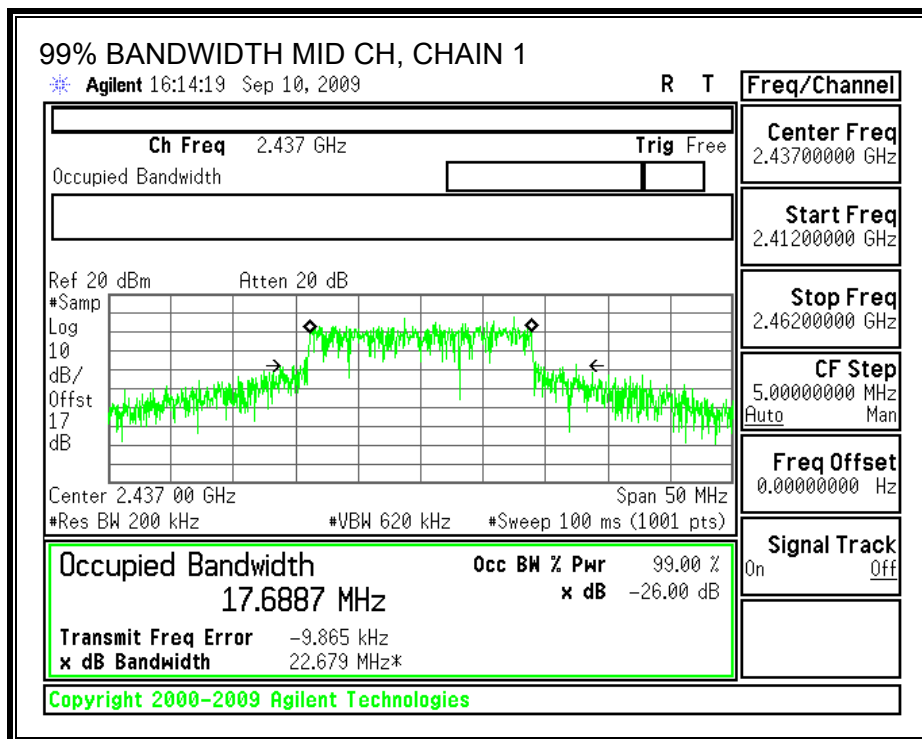 99% BANDWIDTH MID CH, CHAIN 1
Agilent 16:14:19 Sep 10, 2009 R T
Ch Freq 2.437 GHz Trig Free
Occupied Bandwidth
Ref 20 dBm Atten 20 dB
#Samp
Log
10
dB/
Offst
17
dB
Center 2.437 00 GHz Span 50 MHz
#Res BW 200 kHz #VBW 620 kHz #Sweep 100 ms (1001 pts)
Occupied Bandwidth Occ BW % Pwr 99.00 %
17.6887 MHz x dB -26.00 dB
Transmit Freq Error -9.865 kHz
x dB Bandwidth 22.679 MHz*
Copyright 2000-2009 Agilent Technologies
Freq/Channel
Center Freq
2.43700000 GHz
Start Freq
2.41200000 GHz
Stop Freq
2.46200000 GHz
CF Step
5.00000000 MHz
Auto Man
Freq Offset
0.00000000 Hz
Signal Track
On Off